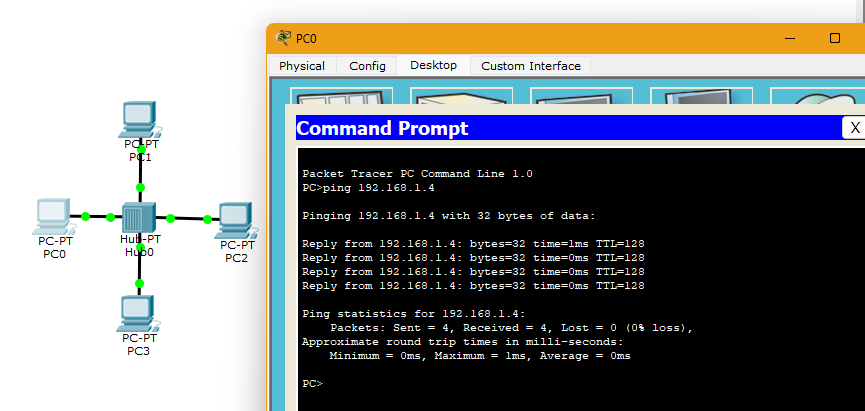 PC0
Physical
Config
Desktop
Custom Interface
Command Prompt
X
Packet Tracer PC Command Line 1.0
PC>ping 192.168.1.4
Pinging 192.168.1.4 with 32 bytes of data:
Reply from 192.168.1.4: bytes=32 time=1ms TTL=128
Reply from 192.168.1.4: bytes=32 time=0ms TTL=128
Reply from 192.168.1.4: bytes=32 time=0ms TTL=128
Reply from 192.168.1.4: bytes=32 time=0ms TTL=128
Ping statistics for 192.168.1.4:
Packets: Sent = 4, Received = 4, Lost = 0 (0% loss),
Approximate round trip times in milli-seconds:
Minimum = 0ms, Maximum = 1ms, Average = 0ms
PC>
PC-PT
PC1
PC-PT
PC0
Hub-PT
Hub0
PC-PT
PC2
PC-PT
PC3